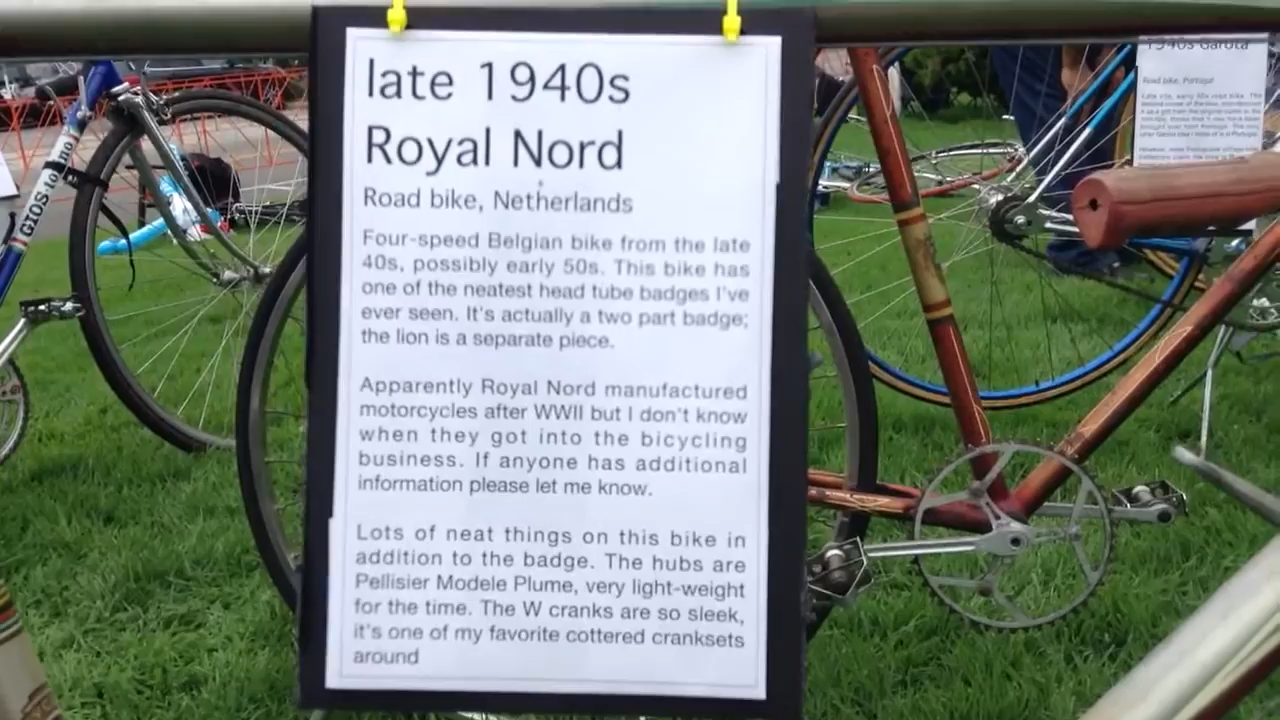 late 1940s
Royal Nord
Road bike, Netherlands
Four-speed Belgian bike from the late
40s, possibly early 50s. This bike has
one of the neatest head tube badges I've
ever seen. It's actually a two part badge;
the lion is a separate piece.
Apparently Royal Nord manufactured
motorcycles after WWII but I don't know
when they got into the bicycling
business. If anyone has additional
information please let me know.
Lots of neat things on this bike in
addition to the badge. The hubs are
Pellisier Modele Plume, very light-weight
for the time. The W cranks are so sleek,
it's one of my favorite cottered cranksets
around
GIOS
1940s Garota
Road bike, Portugal